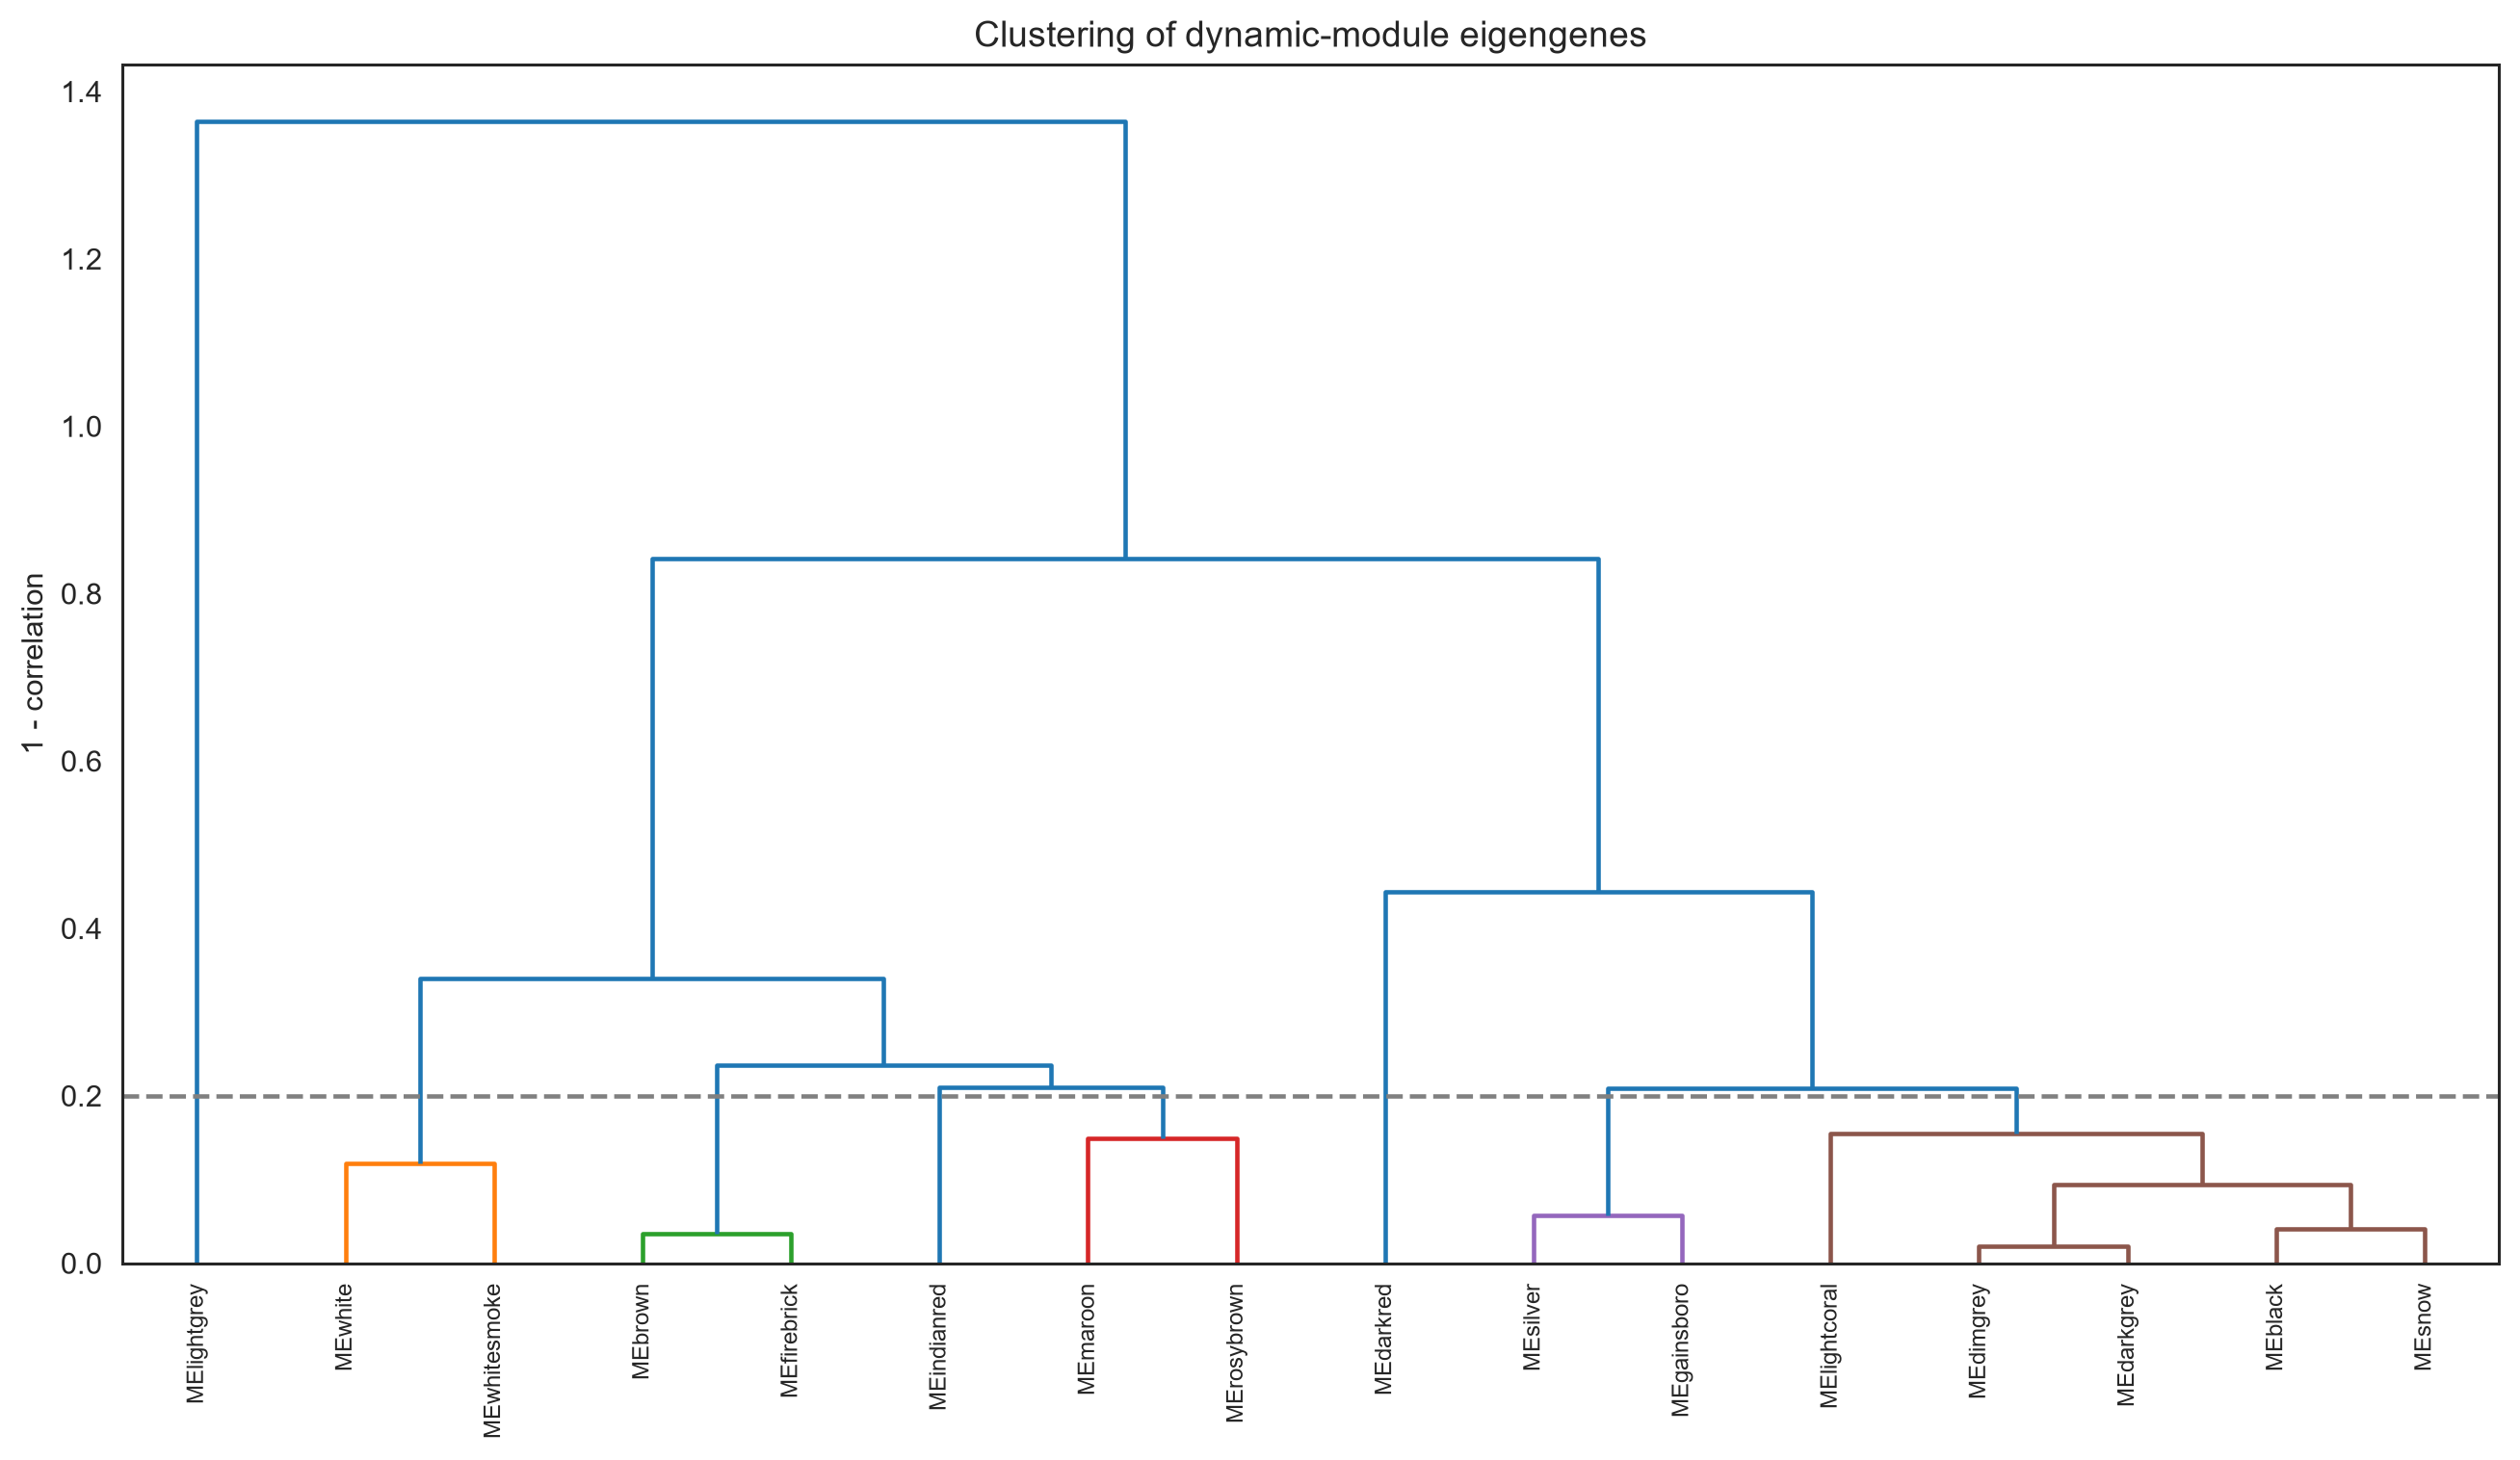 Clustering of dynamic-module eigengenes
1 - correlation
1.4
1.2
1.0
0.8
0.6
0.4
0.2
0.0
MElightgrey
MEwhite
MEwhitesmoke
MEbrown
MEfirebrick
MEindianred
MEmaroon
MErosybrown
MEdarkred
MEsilver
MEgainsboro
MElightcoral
MEdimgrey
MEdarkgrey
MEblack
MEsnow